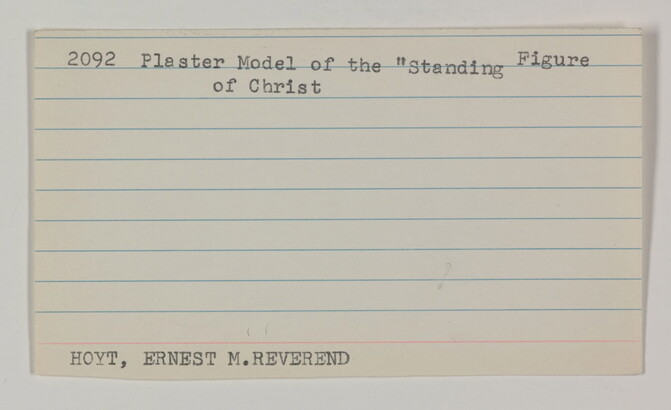 2092 Plaster Model of the "Standing Figure
of Christ
HOYT, ERNEST M.REVEREND